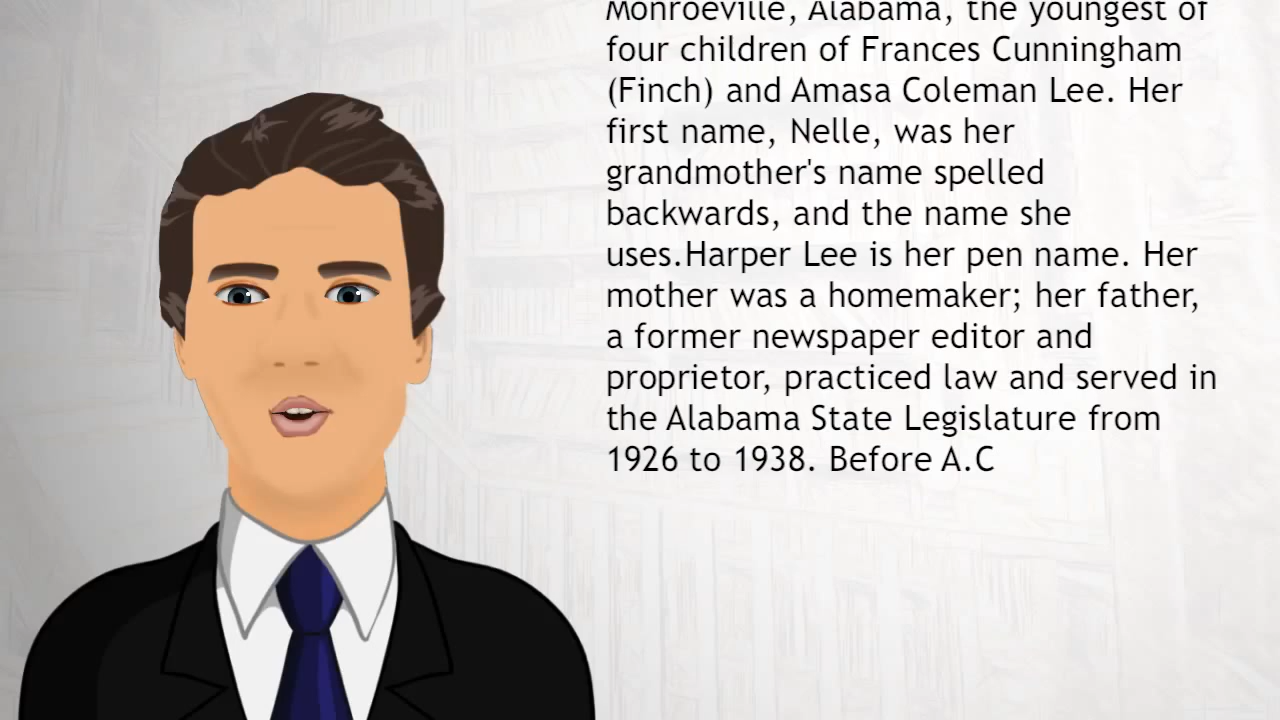 Monroeville, Alabama, the youngest of
four children of Frances Cunningham
(Finch) and Amasa Coleman Lee. Her
first name, Nelle, was her
grandmother's name spelled
backwards, and the name she
uses.Harper Lee is her pen name. Her
mother was a homemaker; her father,
a former newspaper editor and
proprietor, practiced law and served in
the Alabama State Legislature from
1926 to 1938. Before A.C